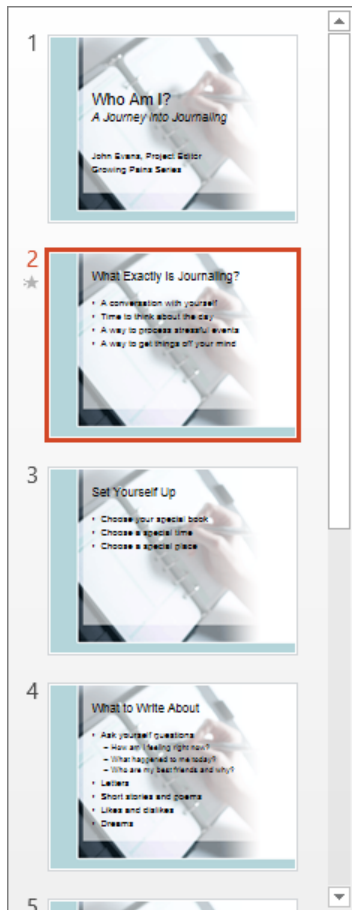 1
Who Am I?
A Journey into Journaling
John Evans, Project Editor
Growing Pains Series
2
What Exactly Is Journaling?
• A conversation with yourself
• Time to think about the day
• A way to process stressful events
• A way to get things off your mind
3
Set Yourself Up
• Choose your special book
• Choose a special time
• Choose a special place
4
What to Write About
• Ask yourself questions
– How am I feeling right now?
– What happened to me today?
– Who are my best friends and why?
• Letters
• Short stories and poems
• Likes and dislikes
• Dreams
5